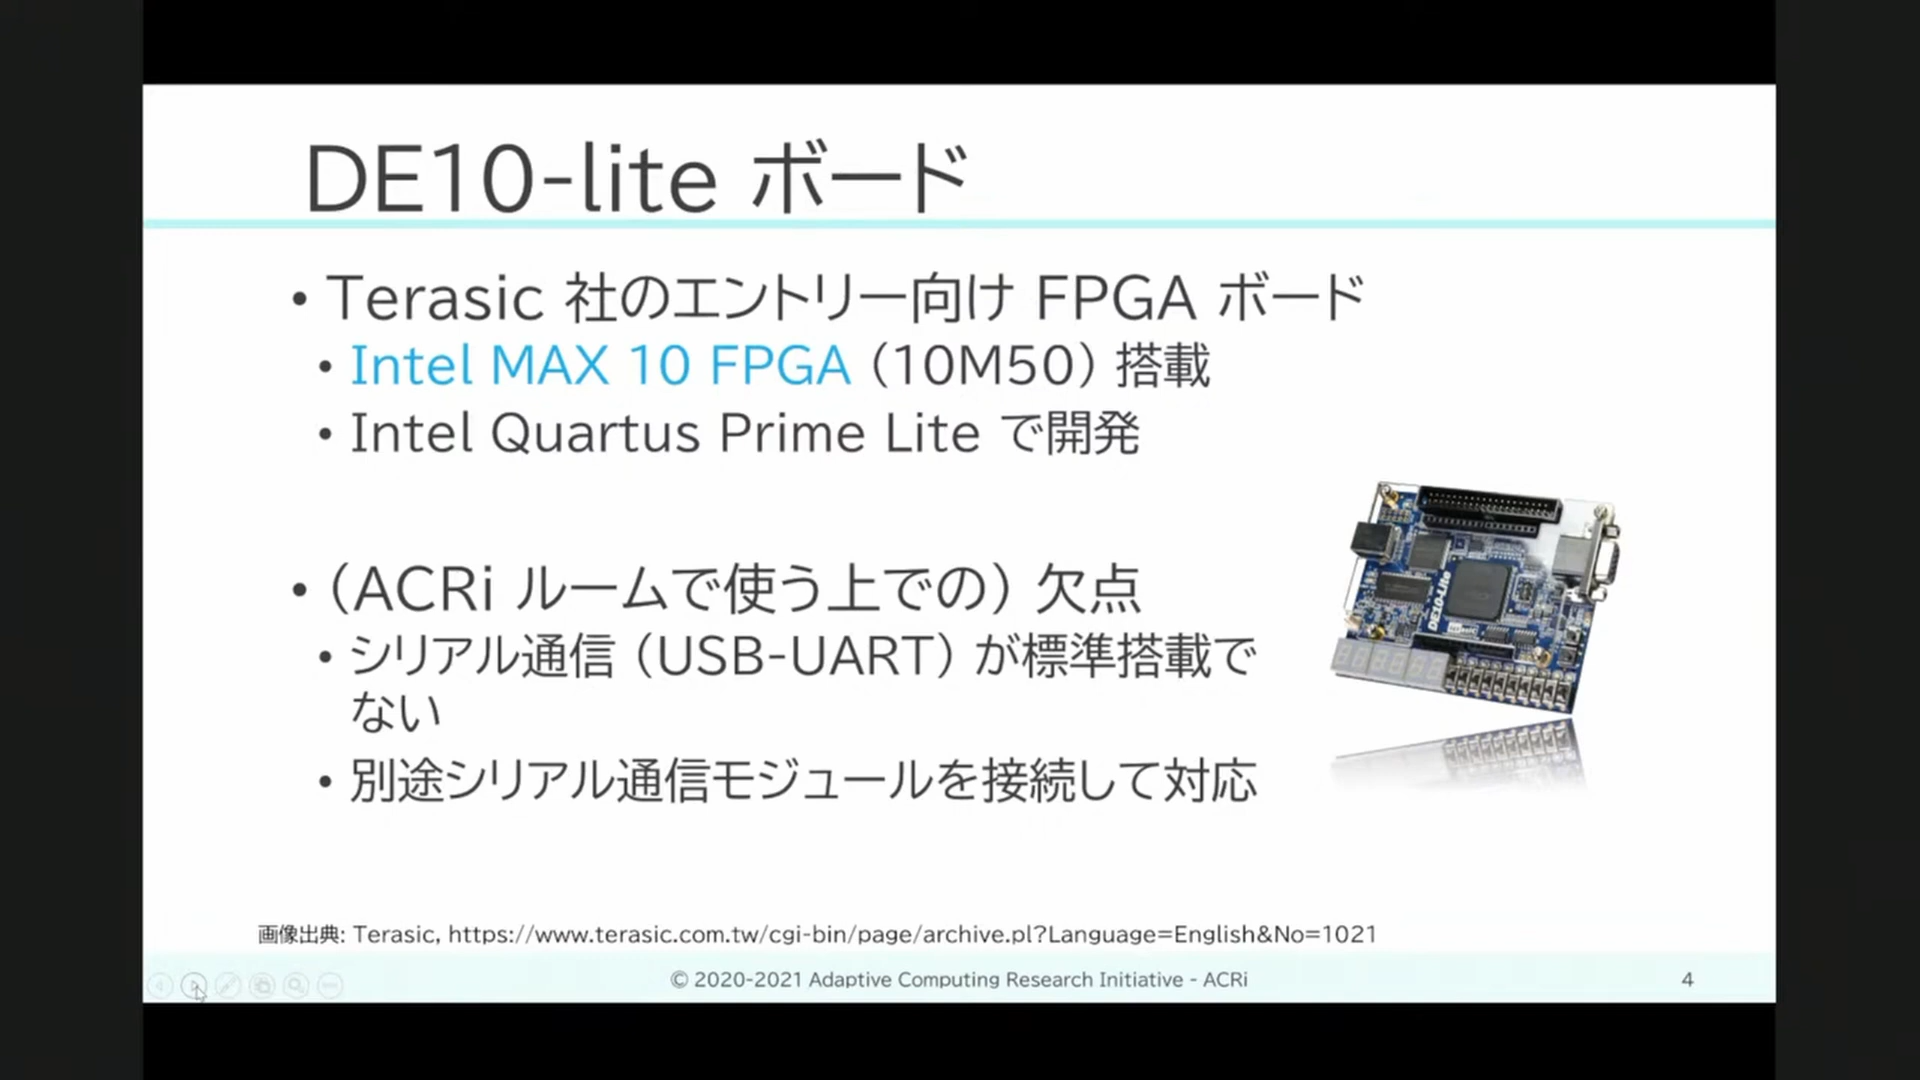 DE10-lite ボード
• Terasic 社のエントリー向け FPGA ボード
• Intel MAX 10 FPGA (10M50) 搭載
• Intel Quartus Prime Lite で開発
• (ACRi ルームで使う上での) 欠点
• シリアル通信 (USB-UART) が標準搭載で
ない
• 別途シリアル通信モジュールを接続して対応
DE10-Lite
画像出典: Terasic, https://www.terasic.com.tw/cgi-bin/page/archive.pl?Language=English&No=1021
© 2020-2021 Adaptive Computing Research Initiative - ACRi
4